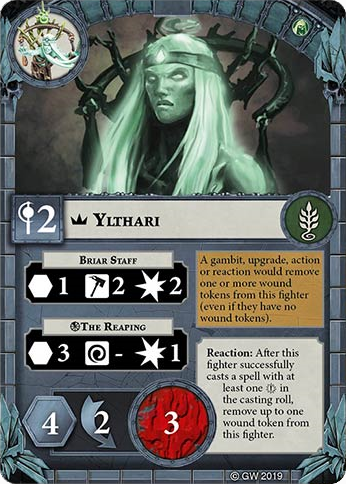 2 Ylthari
Briar Staff
1 2 2
A gambit, upgrade, action
or reaction would remove
one or more wound
tokens from this fighter
(even if they have no
wound tokens).
The Reaping
3 - 1
Reaction: After this
fighter successfully
casts a spell with at
least one in
the casting roll,
remove up to one
wound token from
this fighter.
4 2 3
© GW 2019